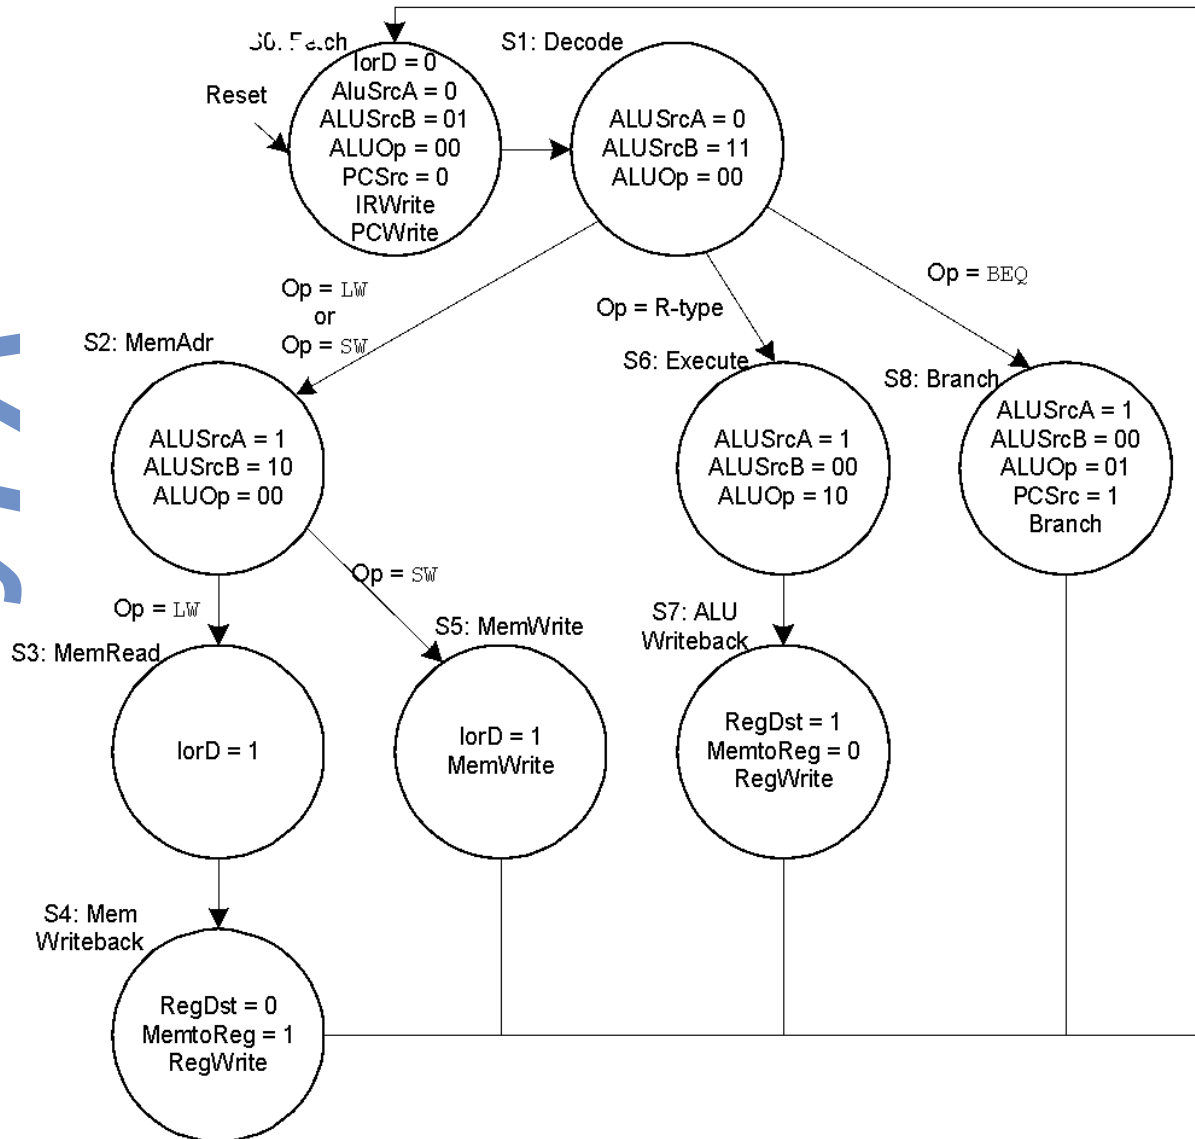 S1: Decode
IorD = 0
AluSrcA = 0
ALUSrcB = 01
ALUOp = 00
PCSrc = 0
IRWrite
PCWrite
Reset
ALUSrcA = 0
ALUSrcB = 11
ALUOp = 00
Op = LW
or
Op = SW
Op = R-type
Op = BEQ
S2: MemAdr
ALUSrcA = 1
ALUSrcB = 10
ALUOp = 00
S6: Execute
ALUSrcA = 1
ALUSrcB = 00
ALUOp = 10
S8: Branch
ALUSrcA = 1
ALUSrcB = 00
ALUOp = 01
PCSrc = 1
Branch
Op = LW
Op = SW
S3: MemRead
IorD = 1
S5: MemWrite
IorD = 1
MemWrite
S7: ALU
Writeback
RegDst = 1
MemtoReg = 0
RegWrite
S4: Mem
Writeback
RegDst = 0
MemtoReg = 1
RegWrite